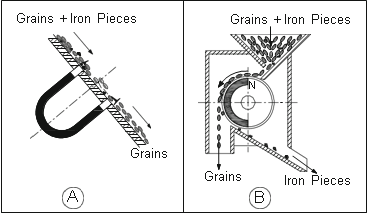 Grains +Iron Pieces
Grains
A
Grains +Iron Pieces
N
Grains
Iron Pieces
B